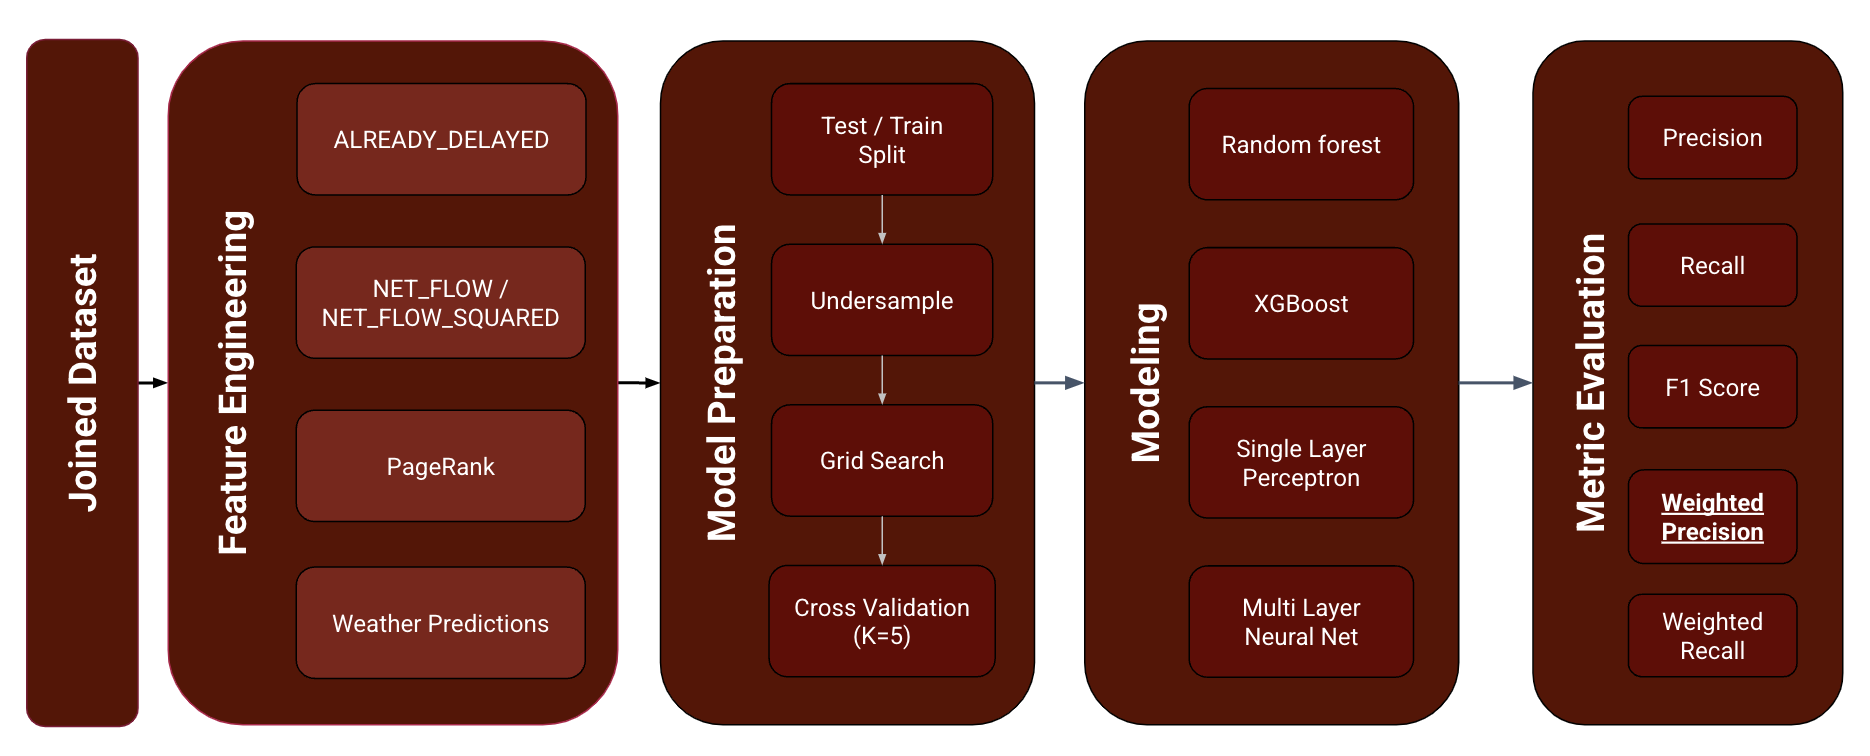 Joined Dataset
Feature Engineering
ALREADY_DELAYED
NET_FLOW /
NET_FLOW_SQUARED
PageRank
Weather Predictions
Model Preparation
Test / Train
Split
Undersample
Grid Search
Cross Validation
(K=5)
Modeling
Random forest
XGBoost
Single Layer
Perceptron
Multi Layer
Neural Net
Metric Evaluation
Precision
Recall
F1 Score
Weighted
Precision
Weighted
Recall